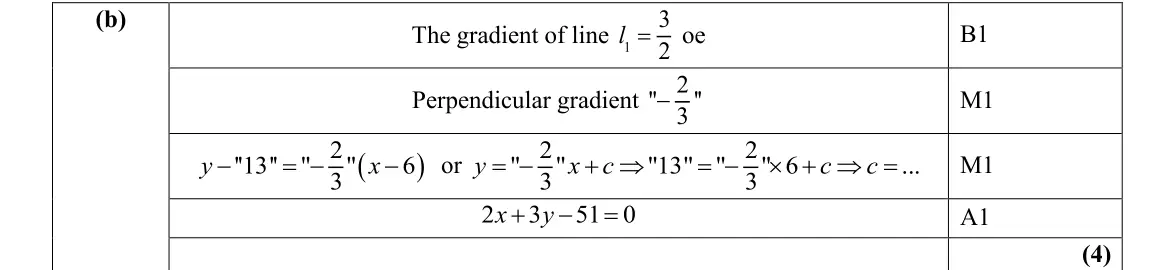 (b) The gradient of line l₁ = 3/2 oe B1
Perpendicular gradient "−2/3" M1
y − "13" = "−2/3"(x − 6) or y = "−2/3"x + c ⇒ "13" = "−2/3" × 6 + c ⇒ c = ... M1
2x + 3y − 51 = 0 A1
(4)